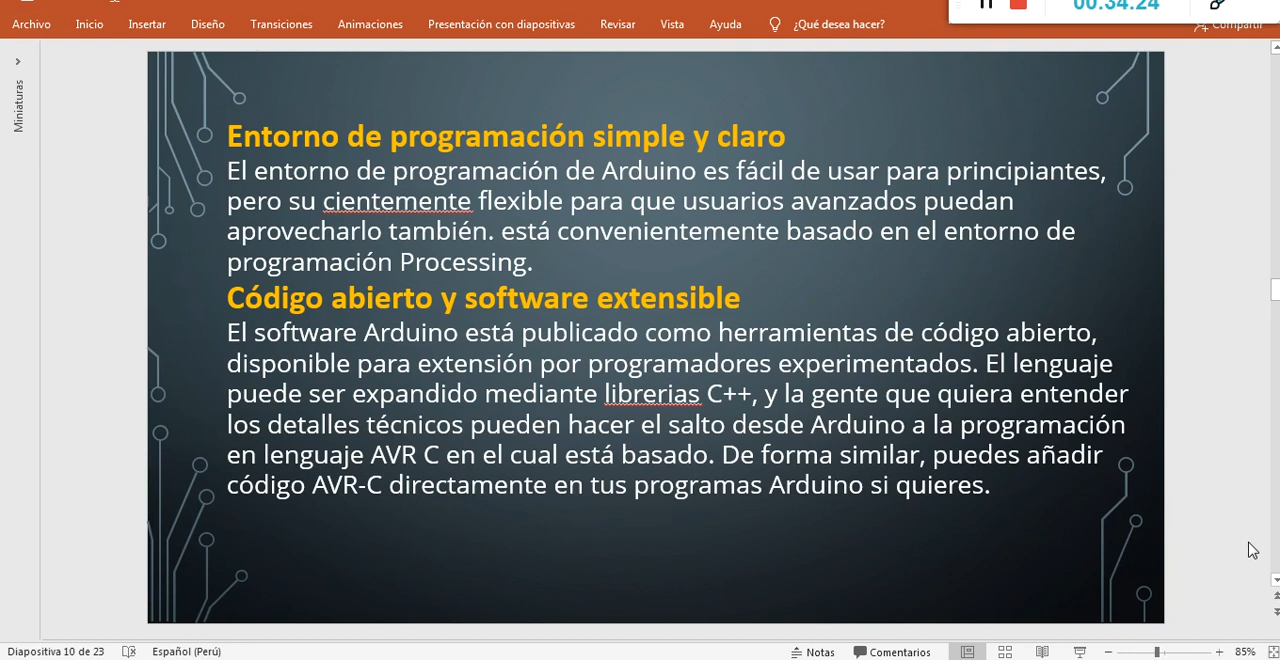 Archivo Inicio Insertar Diseño Transiciones Animaciones Presentación con diapositivas Revisar Vista Ayuda ¿Qué desea hacer? Compartir
00:34:24
Miniaturas
Entorno de programación simple y claro
El entorno de programación de Arduino es fácil de usar para principiantes,
pero su cientemente flexible para que usuarios avanzados puedan
aprovecharlo también. está convenientemente basado en el entorno de
programación Processing.
Código abierto y software extensible
El software Arduino está publicado como herramientas de código abierto,
disponible para extensión por programadores experimentados. El lenguaje
puede ser expandido mediante librerias C++, y la gente que quiera entender
los detalles técnicos pueden hacer el salto desde Arduino a la programación
en lenguaje AVR C en el cual está basado. De forma similar, puedes añadir
código AVR-C directamente en tus programas Arduino si quieres.
Diapositiva 10 de 23 Español (Perú) Notas Comentarios 85%